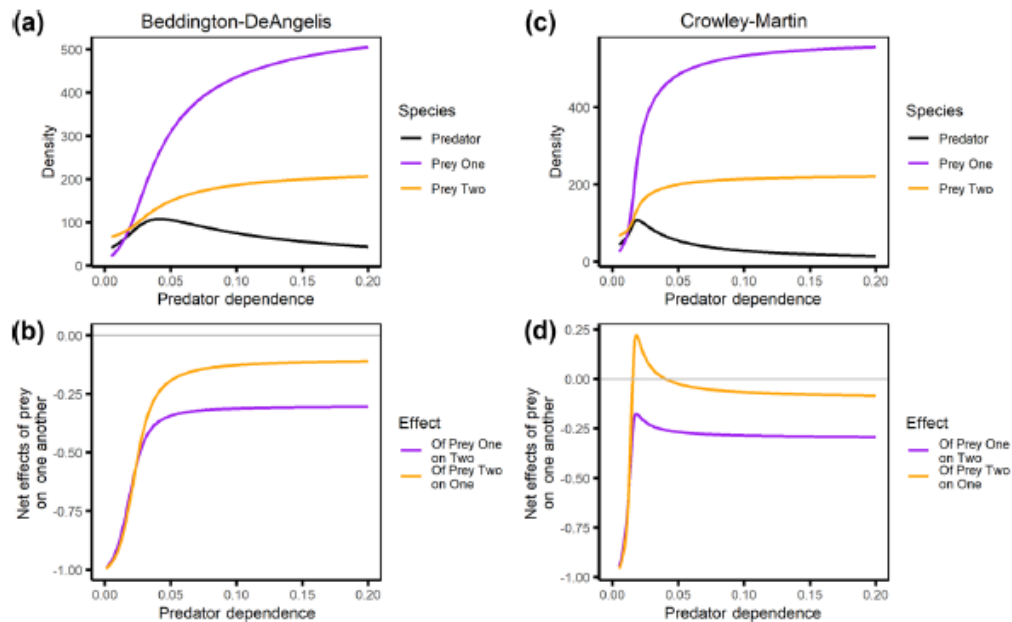 (a)
Beddington-DeAngelis
500
400
300
200
100
0
Density
0.00 0.05 0.10 0.15 0.20
Predator dependence
Species
Predator
Prey One
Prey Two
(c)
Crowley-Martin
400
200
0
Density
0.00 0.05 0.10 0.15 0.20
Predator dependence
Species
Predator
Prey One
Prey Two
(b)
0.00
-0.25
-0.50
-0.75
-1.00
Net effects of prey
on one another
0.00 0.05 0.10 0.15 0.20
Predator dependence
Effect
Of Prey One
on Two
Of Prey Two
on One
(d)
0.25
0.00
-0.25
-0.50
-0.75
-1.00
Net effects of prey
on one another
0.00 0.05 0.10 0.15 0.20
Predator dependence
Effect
Of Prey One
on Two
Of Prey Two
on One